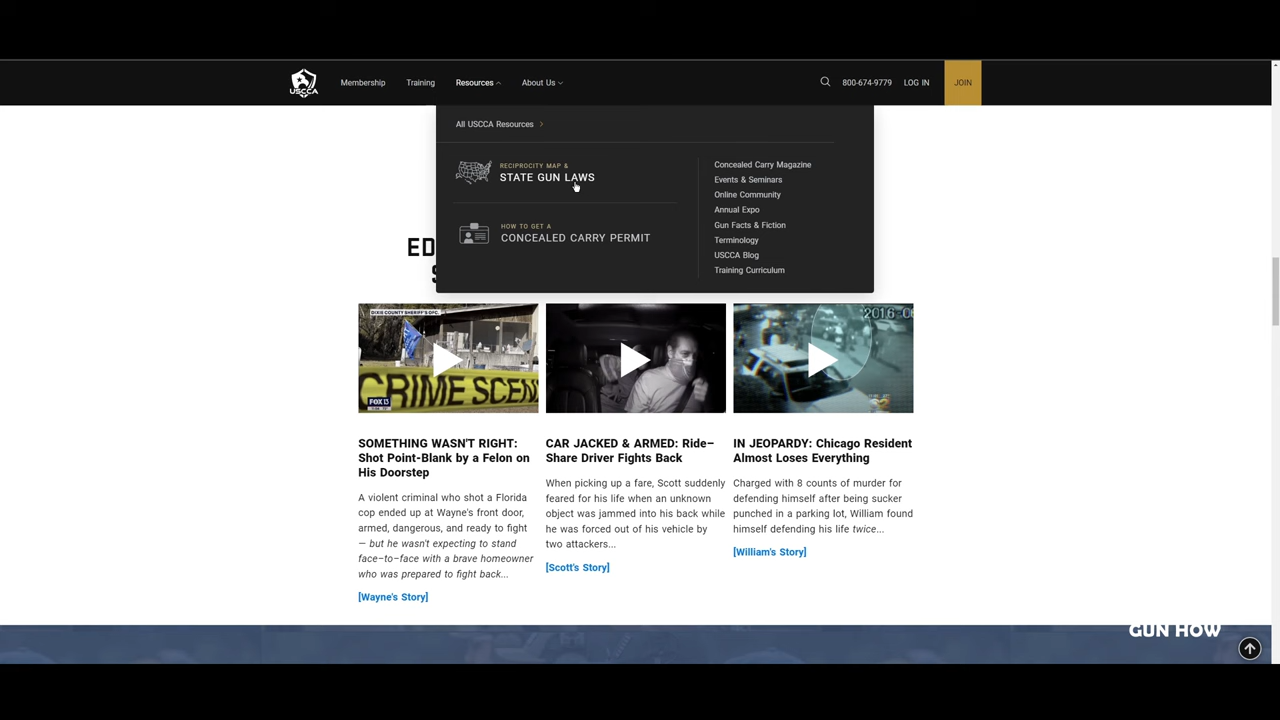 USCCA
Membership Training Resources About Us 800-674-9779 LOG IN JOIN
All USCCA Resources
RECIPROCITY MAP &
STATE GUN LAWS
HOW TO GET A
CONCEALED CARRY PERMIT
Concealed Carry Magazine
Events & Seminars
Online Community
Annual Expo
Gun Facts & Fiction
Terminology
USCCA Blog
Training Curriculum
ED
DIXIE COUNTY SHERIFF'S OFC.
CRIME SCEN
FOX 13
2016-0
SOMETHING WASN'T RIGHT:
Shot Point-Blank by a Felon on
His Doorstep
A violent criminal who shot a Florida
cop ended up at Wayne's front door,
armed, dangerous, and ready to fight
— but he wasn't expecting to stand
face-to-face with a brave homeowner
who was prepared to fight back...
[Wayne's Story]
CAR JACKED & ARMED: Ride-
Share Driver Fights Back
When picking up a fare, Scott suddenly
feared for his life when an unknown
object was jammed into his back while
he was forced out of his vehicle by
two attackers...
[Scott's Story]
IN JEOPARDY: Chicago Resident
Almost Loses Everything
Charged with 8 counts of murder for
defending himself after being sucker
punched in a parking lot, William found
himself defending his life twice...
[William's Story]
GUN HOW